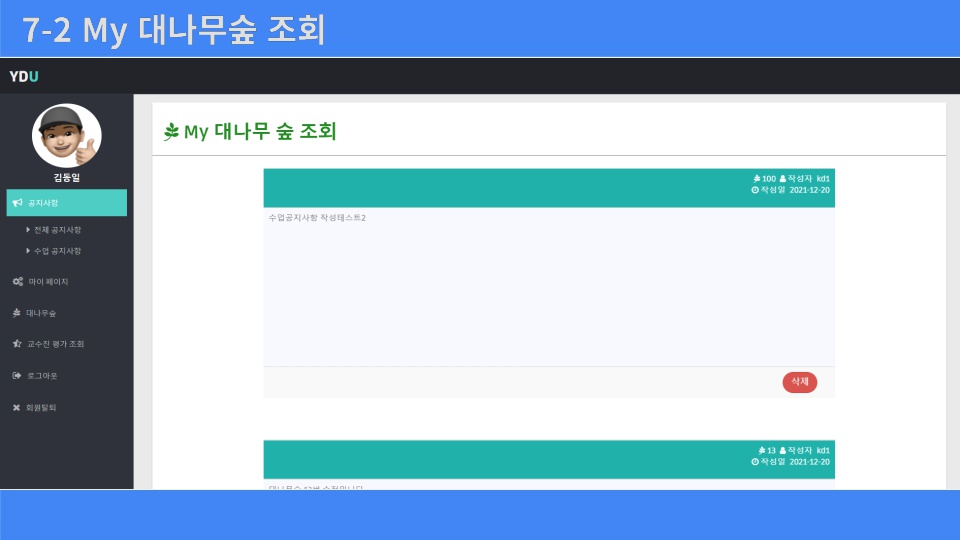 7-2 My 대나무숲 조회
YDU
김동일
공지사항
전체 공지사항
수업 공지사항
마이 페이지
대나무숲
교수진 평가 조회
로그아웃
회원탈퇴
My 대나무 숲 조회
100 작성자 kd1
작성일 2021-12-20
수업공지사항 작성테스트2
삭제
13 작성자 kd1
작성일 2021-12-20